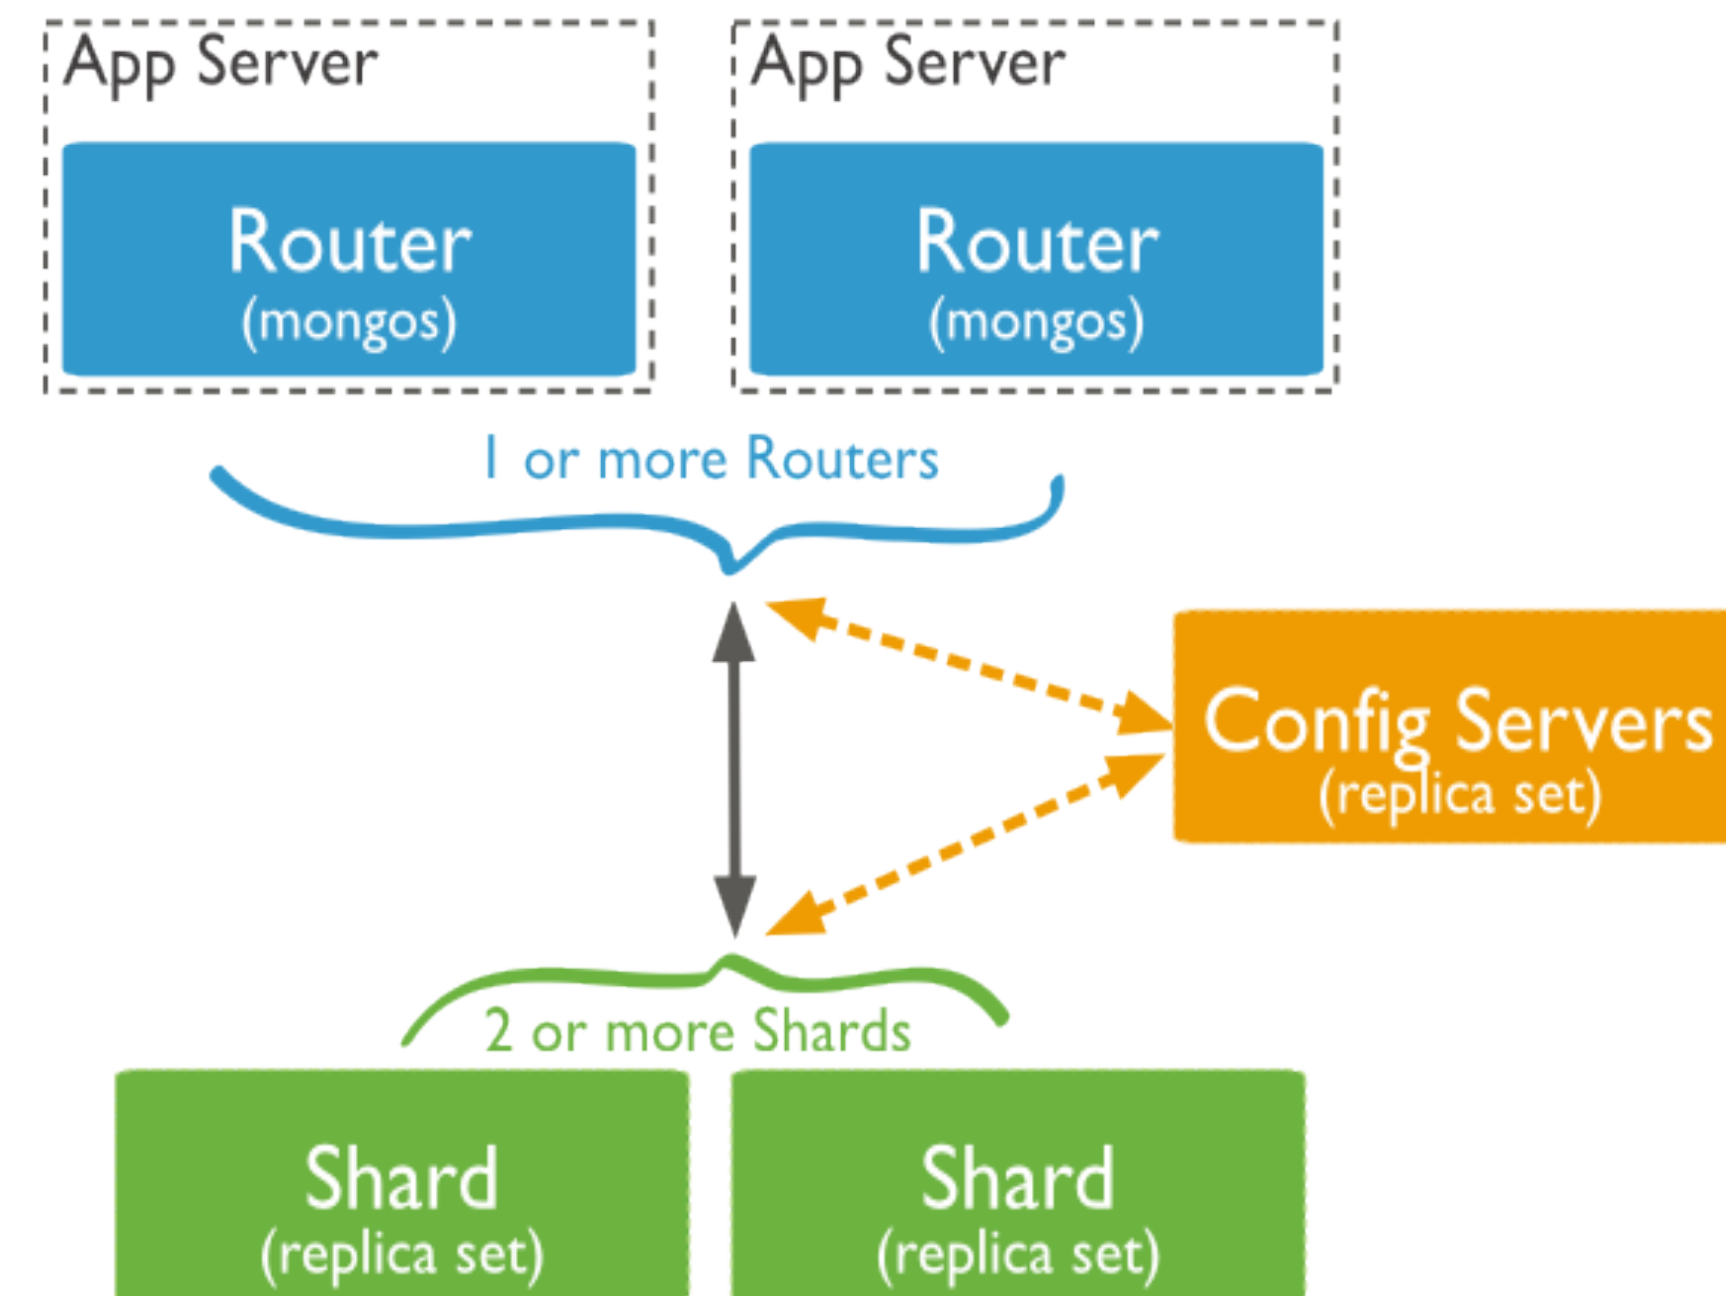 App Server
App Server
Router
(mongos)
Router
(mongos)
1 or more Routers
Config Servers
(replica set)
2 or more Shards
Shard
(replica set)
Shard
(replica set)